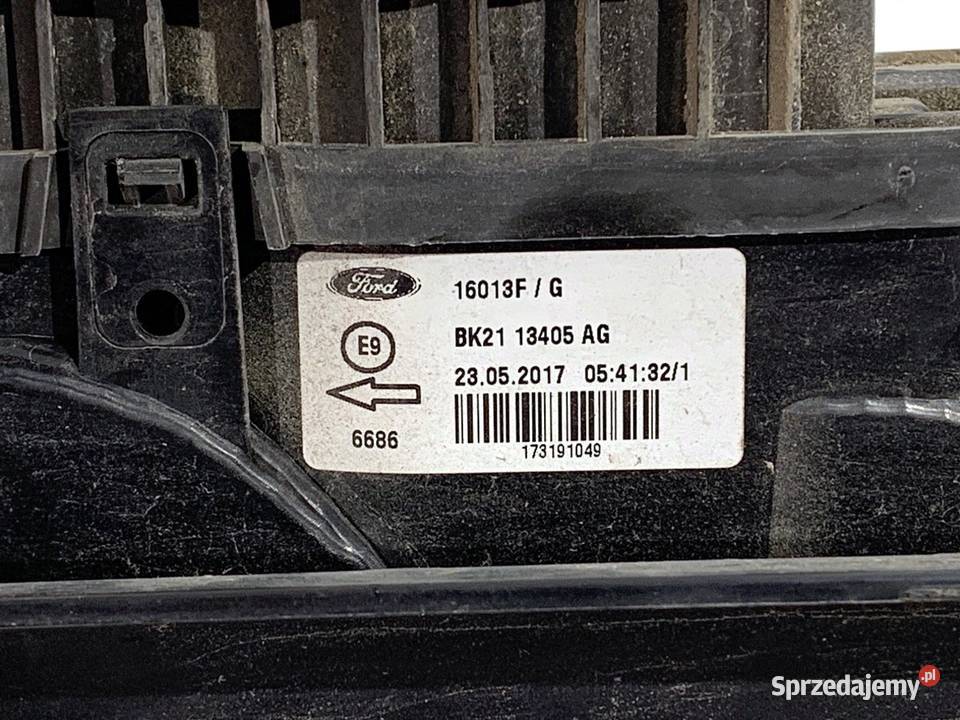 Ford
16013F / G
E9
BK21 13405 AG
23.05.2017 05:41:32/1
6686
173191049
Sprzedajemy.pl